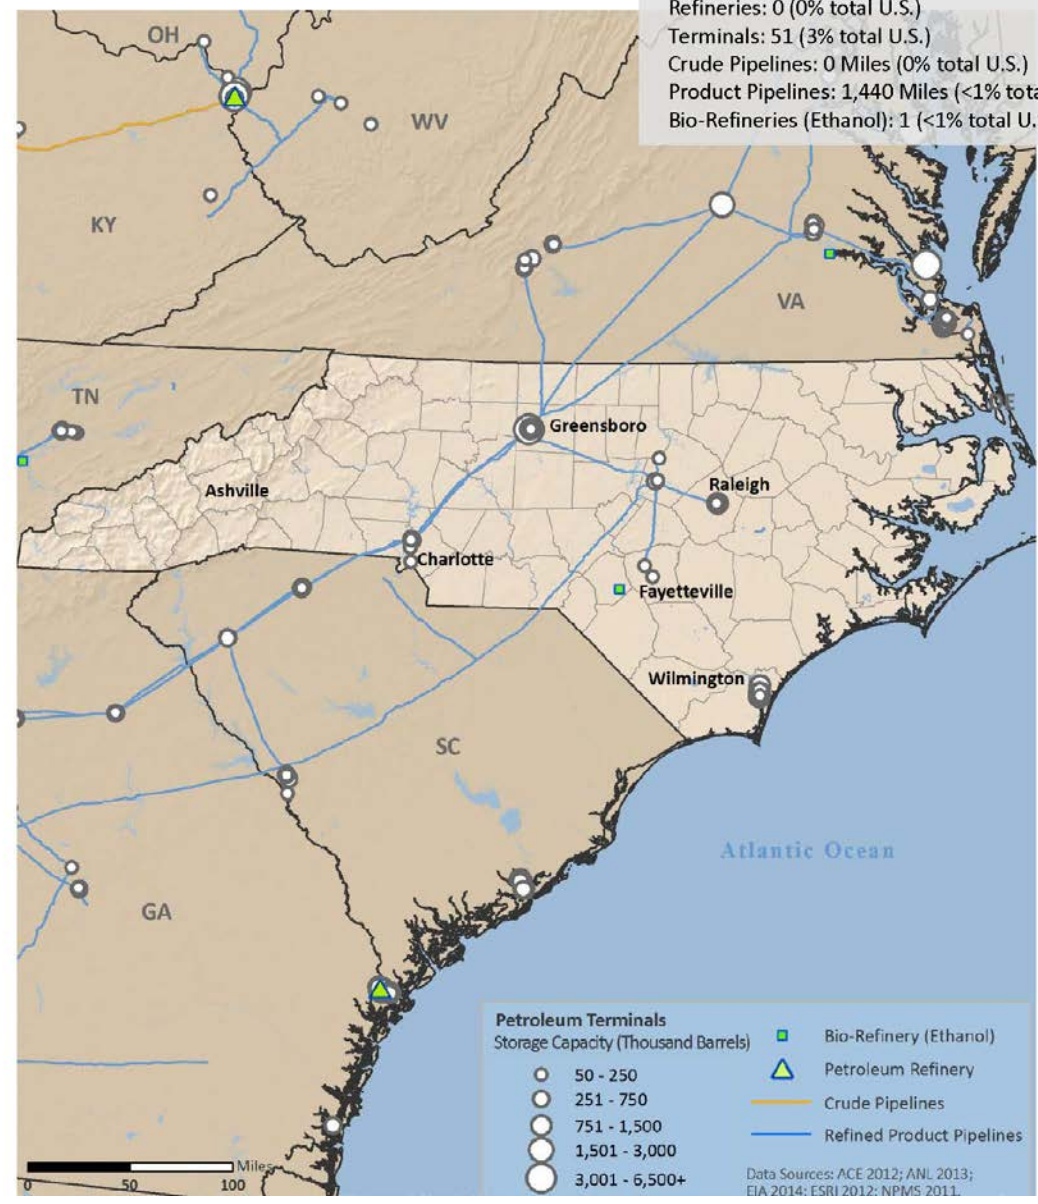 Refineries: 0 (0% total U.S.)
Terminals: 51 (3% total U.S.)
Crude Pipelines: 0 Miles (0% total U.S.)
Product Pipelines: 1,440 Miles (<1% tota
Bio-Refineries (Ethanol): 1 (<1% total U.
OH
WV
KY
VA
TN
Greensboro
Ashville
Raleigh
Charlotte
Fayetteville
Wilmington
SC
Atlantic Ocean
GA
Petroleum Terminals
Storage Capacity (Thousand Barrels)
50 - 250
251 - 750
751 - 1,500
1,501 - 3,000
3,001 - 6,500+
Bio-Refinery (Ethanol)
Petroleum Refinery
Crude Pipelines
Refined Product Pipelines
Data Sources: ACE 2012; ANL 2013;
EIA 2014; ESRI 2012; NPMS 2011.
Miles
0 50 100